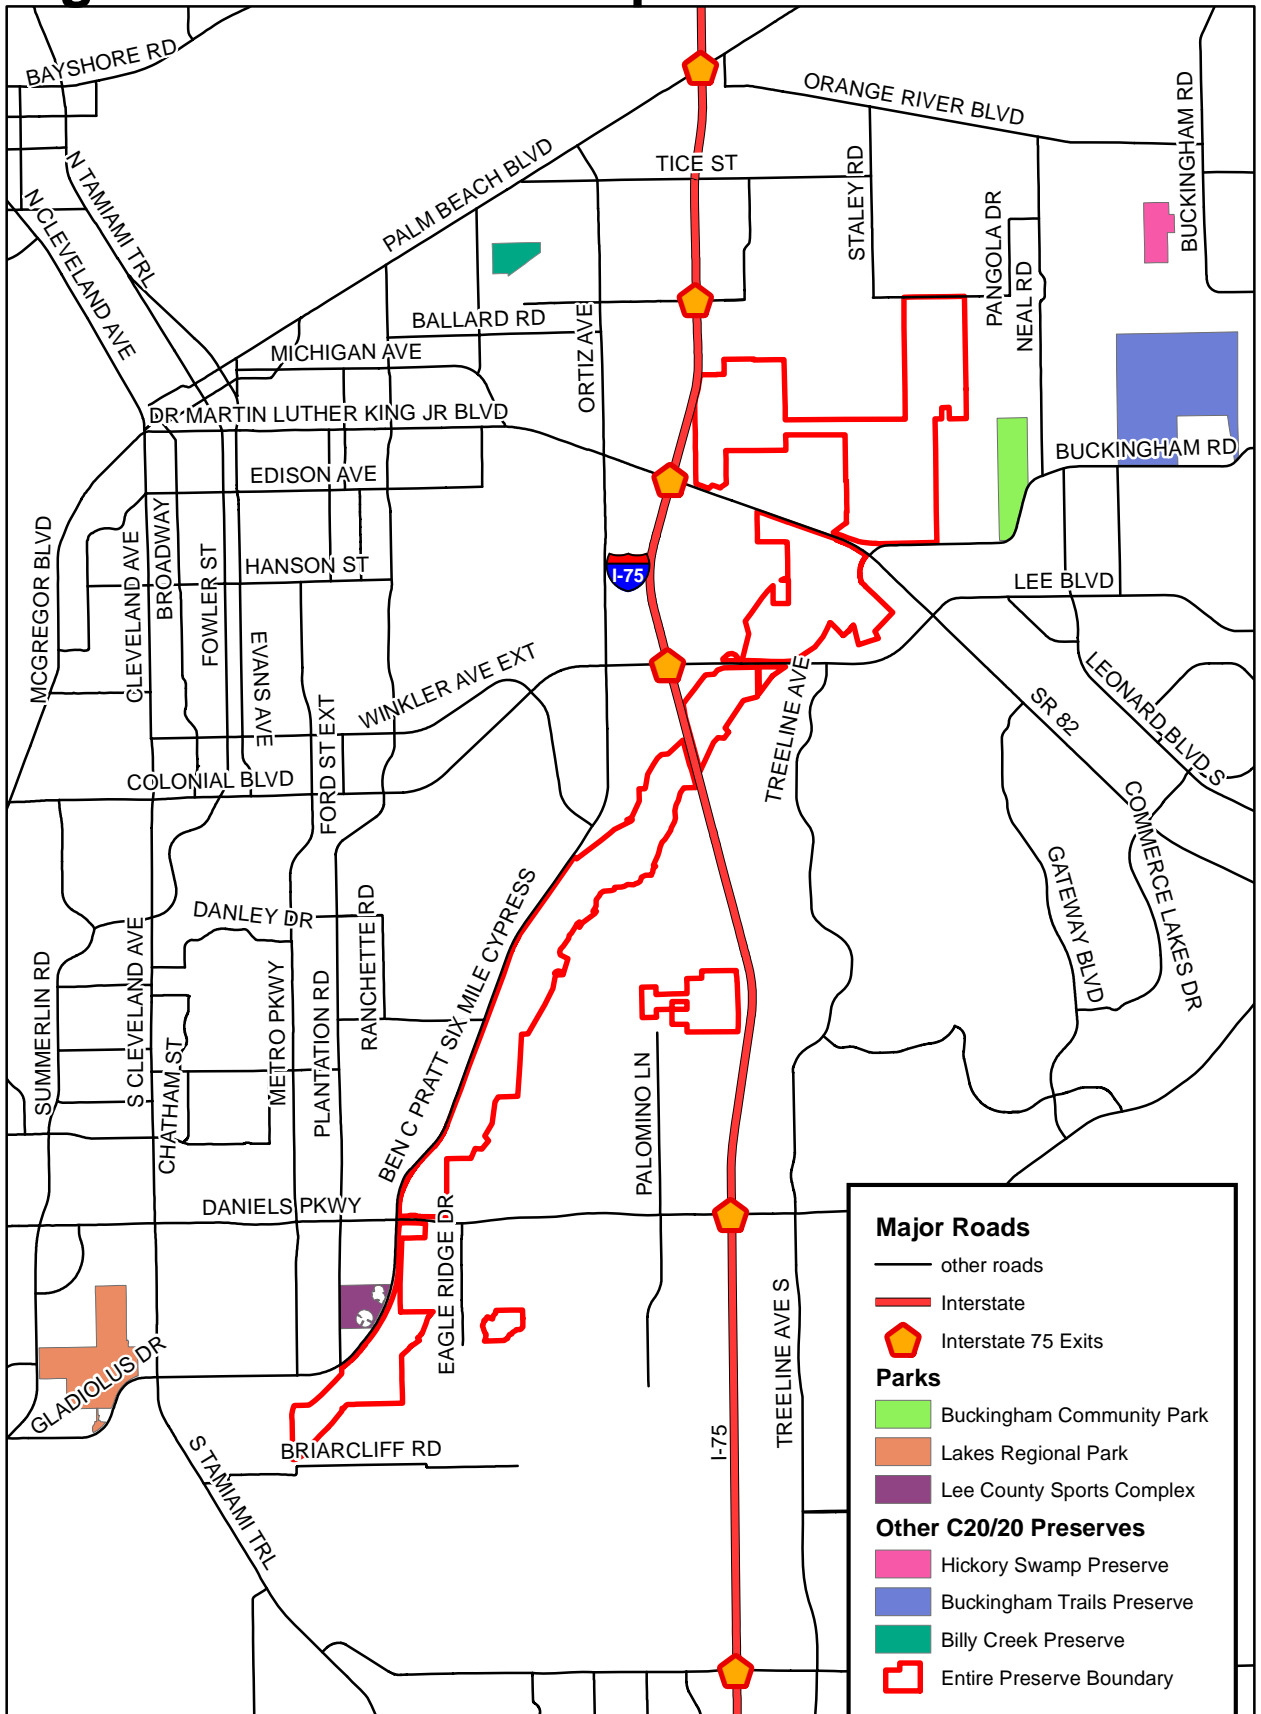 BAYSHORE RD
ORANGE RIVER BLVD
BUCKINGHAM RD
N TAMIAMI TRL
PALM BEACH BLVD
TICE ST
STALEY RD
N CLEVELAND AVE
PANGOLA DR
NEAL RD
BALLARD RD
ORTIZ AVE
MICHIGAN AVE
DR MARTIN LUTHER KING JR BLVD
BUCKINGHAM RD
EDISON AVE
MCGREGOR BLVD
CLEVELAND AVE
BROADWAY
FOWLER ST
HANSON ST
I-75
LEE BLVD
EVANS AVE
WINKLER AVE EXT
FORD ST EXT
TREELINE AVE
LEONARD BLVD S
SR 82
COLONIAL BLVD
COMMERCE LAKES DR
GATEWAY BLVD
DANLEY DR
RANCHETTE RD
BEN C PRATT SIX MILE CYPRESS
SUMMERLIN RD
S CLEVELAND AVE
METRO PKWY
PLANTATION RD
CHATHAM ST
PALOMINO LN
DANIELS PKWY
EAGLE RIDGE DR
TREELINE AVE S
GLADIOLUS DR
I-75
BRIARCLIFF RD
S TAMIAMI TRL
Major Roads
other roads
Interstate
Interstate 75 Exits
Parks
Buckingham Community Park
Lakes Regional Park
Lee County Sports Complex
Other C20/20 Preserves
Hickory Swamp Preserve
Buckingham Trails Preserve
Billy Creek Preserve
Entire Preserve Boundary